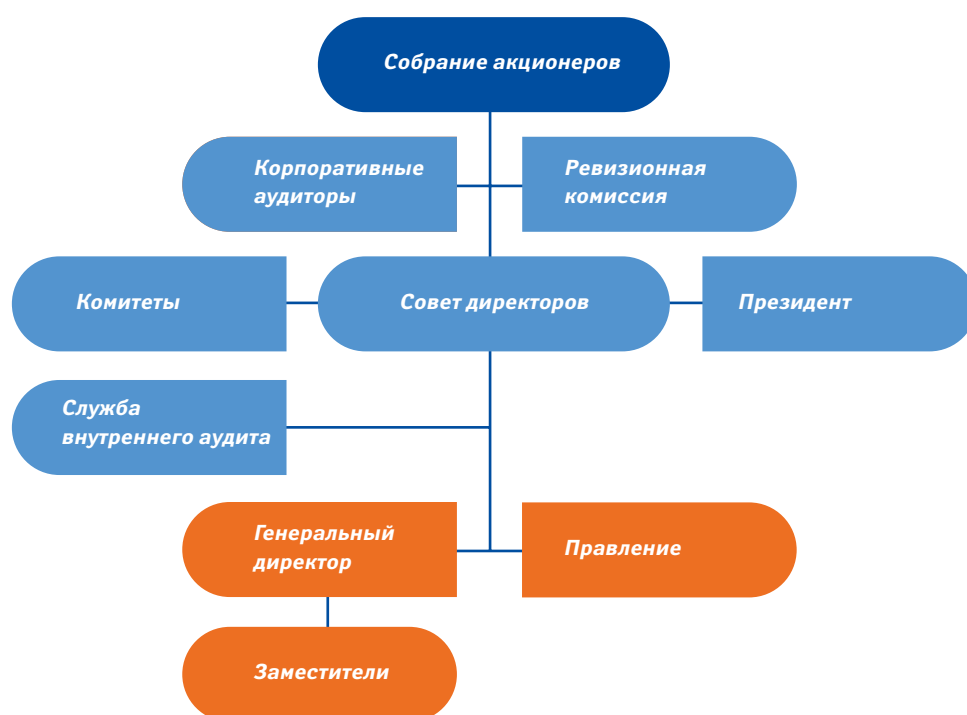 Собрание акционеров
Корпоративные
аудиторы
Ревизионная
комиссия
Комитеты
Совет директоров
Президент
Служба
внутреннего аудита
Генеральный
директор
Правление
Заместители